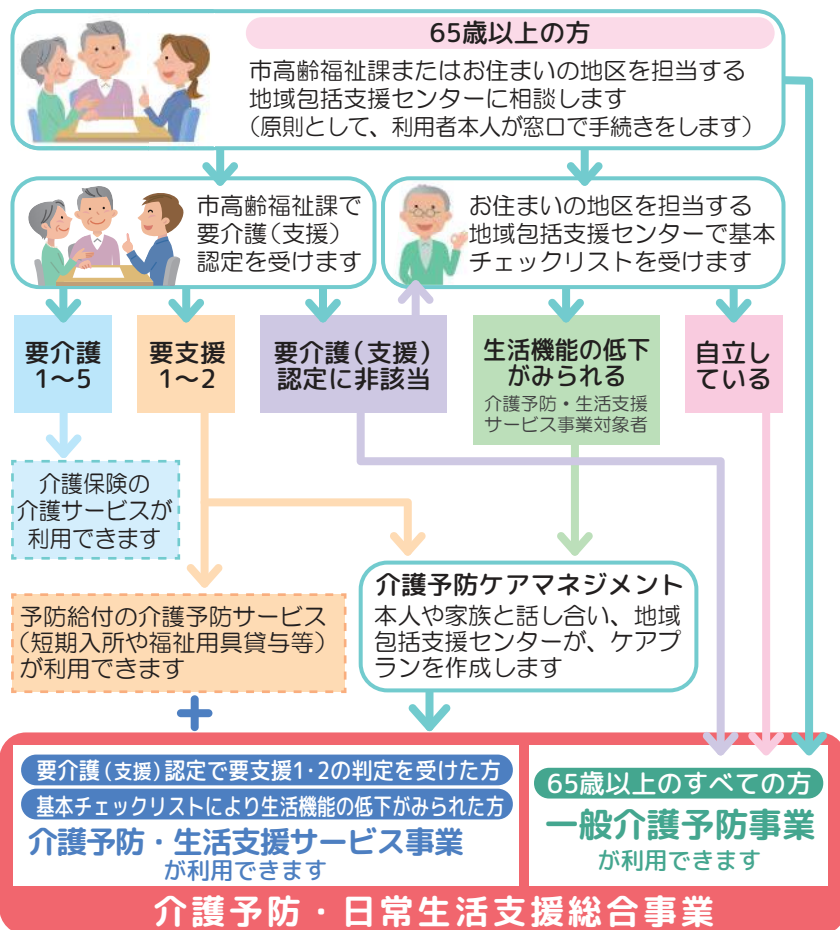 65歳以上の方
市高齢福祉課またはお住まいの地区を担当する
地域包括支援センターに相談します
（原則として、利用者本人が窓口で手続きをします）
市高齢福祉課で
要介護（支援）
認定を受けます
お住まいの地区を担当する
地域包括支援センターで基本
チェックリストを受けます
要介護
1〜5
要支援
1〜2
要介護（支援）
認定に非該当
生活機能の低下
がみられる
介護予防・生活支援
サービス事業対象者
自立し
ている
介護保険の
介護サービスが
利用できます
予防給付の介護予防サービス
（短期入所や福祉用具貸与等）
が利用できます
介護予防ケアマネジメント
本人や家族と話し合い、地域
包括支援センターが、ケアプ
ランを作成します
+
要介護（支援）認定で要支援1・2の判定を受けた方
基本チェックリストにより生活機能の低下がみられた方
介護予防・生活支援サービス事業
が利用できます
65歳以上のすべての方
一般介護予防事業
が利用できます
介護予防・日常生活支援総合事業